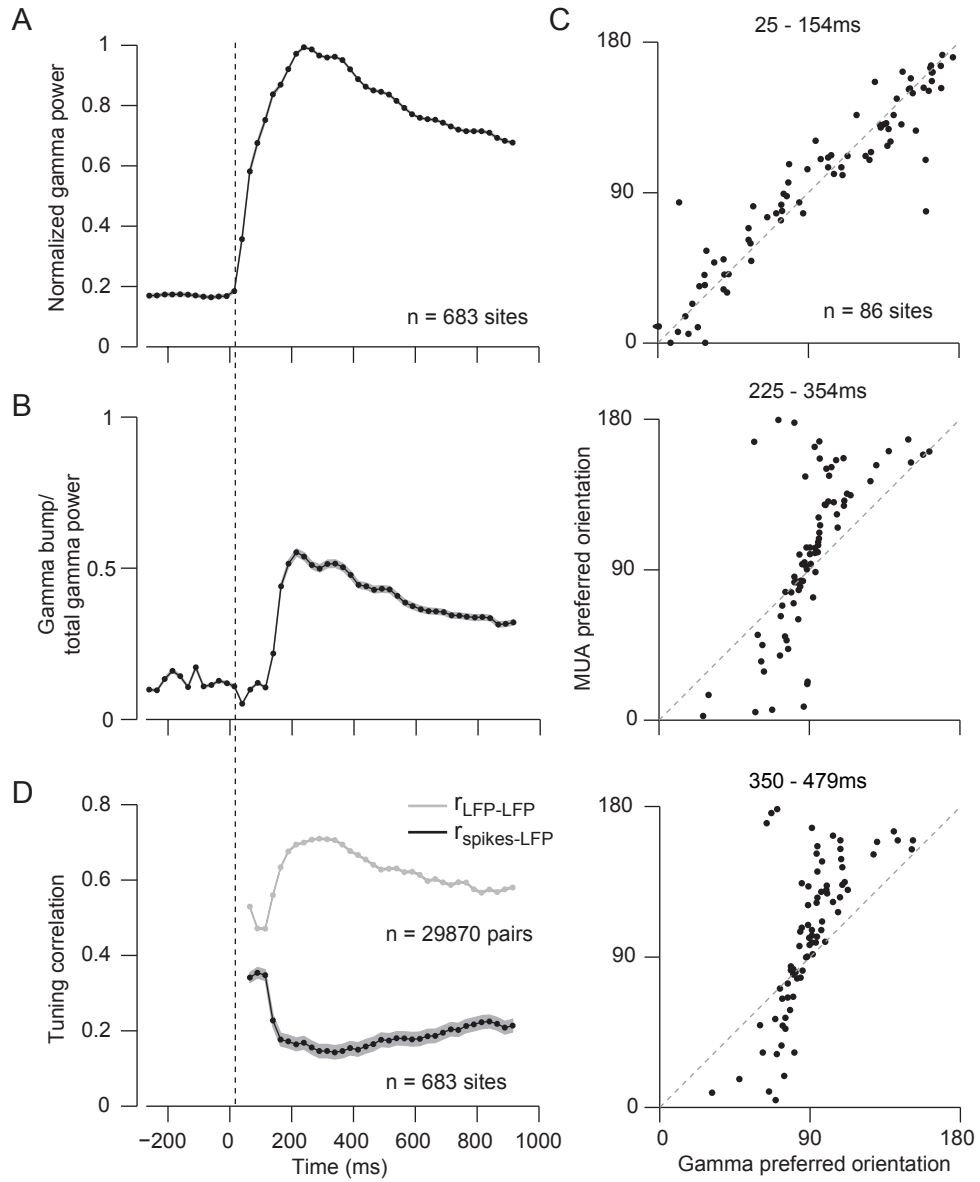 A
Normalized gamma power
1
0.8
0.6
0.4
0.2
0
n = 683 sites
B
Gamma bump/
total gamma power
1
0.5
0
D
Tuning correlation
0.8
0.6
0.4
0.2
0
r LFP-LFP
r spikes-LFP
n = 29870 pairs
n = 683 sites
−200 0 200 400 600 800 1000
Time (ms)
C
25 - 154ms
180
90
0
n = 86 sites
225 - 354ms
MUA preferred orientation
180
90
0
350 - 479ms
180
90
0
0 90 180
Gamma preferred orientation